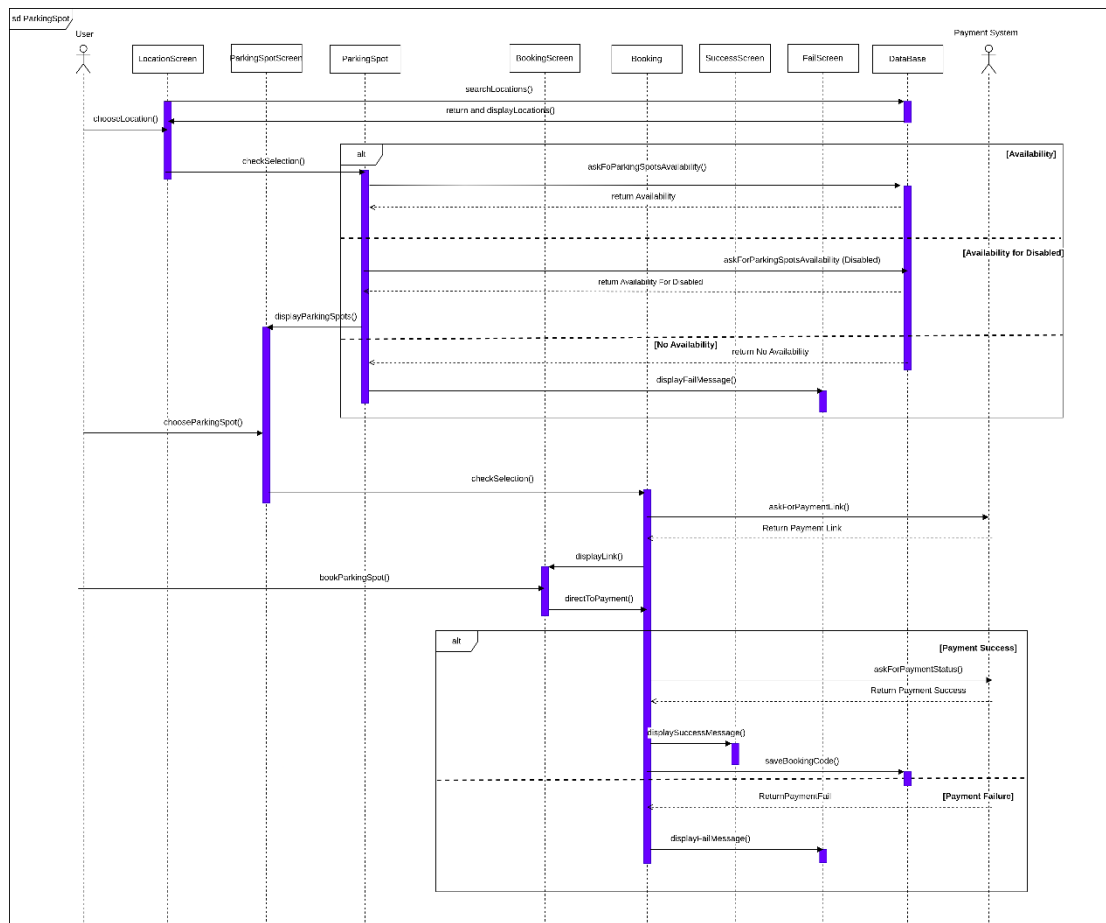 sd ParkingSpot
User
Payment System
LocationScreen
ParkingSpotScreen
ParkingSpot
BookingScreen
Booking
SuccessScreen
FailScreen
DataBase
searchLocations()
return and displayLocations()
chooseLocation()
alt
[Availability]
checkSelection()
askFoParkingSpotsAvailability()
return Availability
[Availability for Disabled]
askForParkingSpotsAvailability (Disabled)
return Availability For Disabled
displayParkingSpots()
[No Availability]
return No Availability
displayFailMessage()
chooseParkingSpot()
checkSelection()
askForPaymentLink()
Return Payment Link
displayLink()
bookParkingSpot()
directToPayment()
alt
[Payment Success]
askForPaymentStatus()
Return Payment Success
displaySuccessMessage()
saveBookingCode()
ReturnPaymentFail
[Payment Failure]
displayFailMessage()